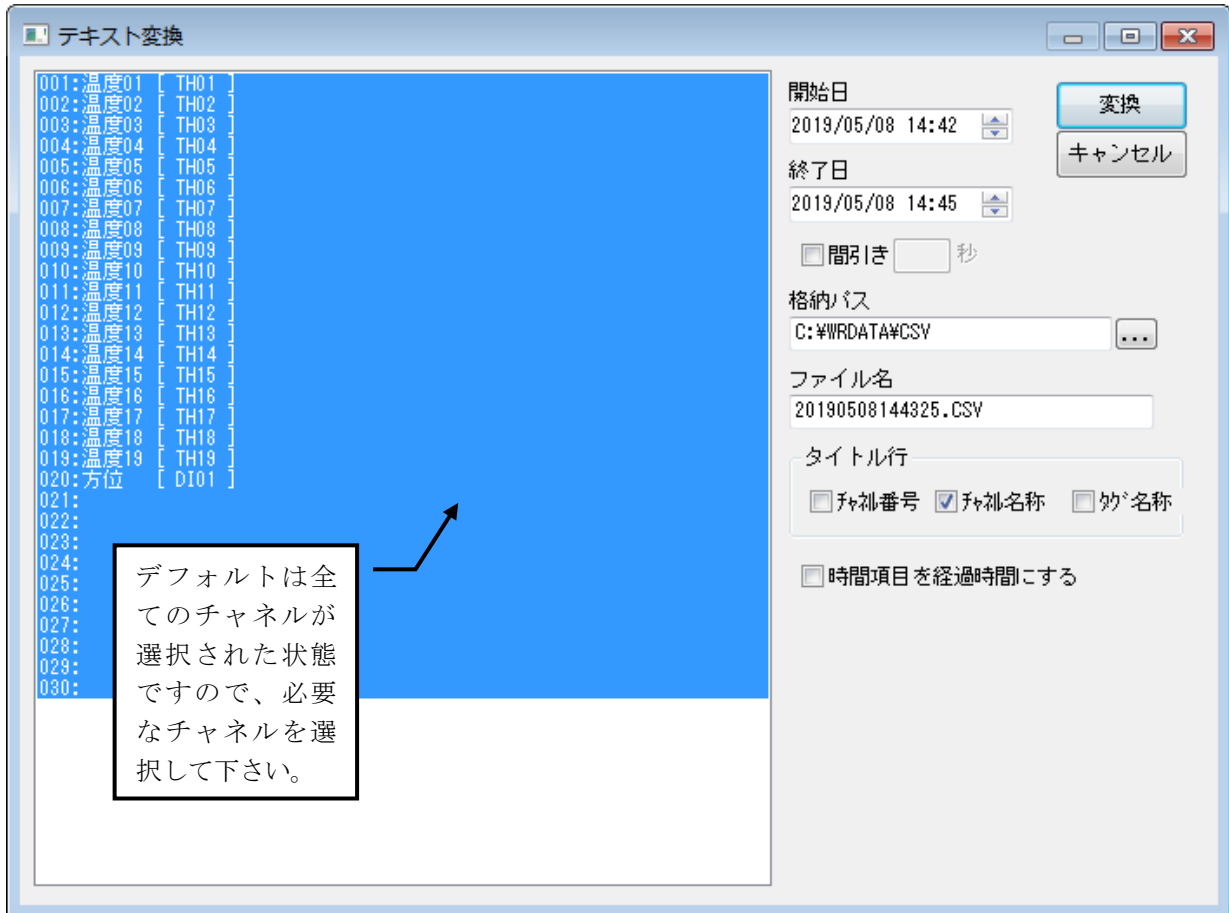 テキスト変換
001:温度01 [ TH01 ]
002:温度02 [ TH02 ]
003:温度03 [ TH03 ]
004:温度04 [ TH04 ]
005:温度05 [ TH05 ]
006:温度06 [ TH06 ]
007:温度07 [ TH07 ]
008:温度08 [ TH08 ]
009:温度09 [ TH09 ]
010:温度10 [ TH10 ]
011:温度11 [ TH11 ]
012:温度12 [ TH12 ]
013:温度13 [ TH13 ]
014:温度14 [ TH14 ]
015:温度15 [ TH15 ]
016:温度16 [ TH16 ]
017:温度17 [ TH17 ]
018:温度18 [ TH18 ]
019:温度19 [ TH19 ]
020:方位 [ DI01 ]
021:
022:
023:
024:
025:
026:
027:
028:
029:
030:
デフォルトは全
てのチャネルが
選択された状態
ですので、必要
なチャネルを選
択して下さい。
開始日
2019/05/08 14:42
終了日
2019/05/08 14:45
間引き 秒
格納パス
C:¥WRDATA¥CSV
...
ファイル名
20190508144325.CSV
タイトル行
ﾁｬﾈﾙ番号 ﾁｬﾈﾙ名称 ﾀｸﾞ名称
時間項目を経過時間にする
変換
キャンセル